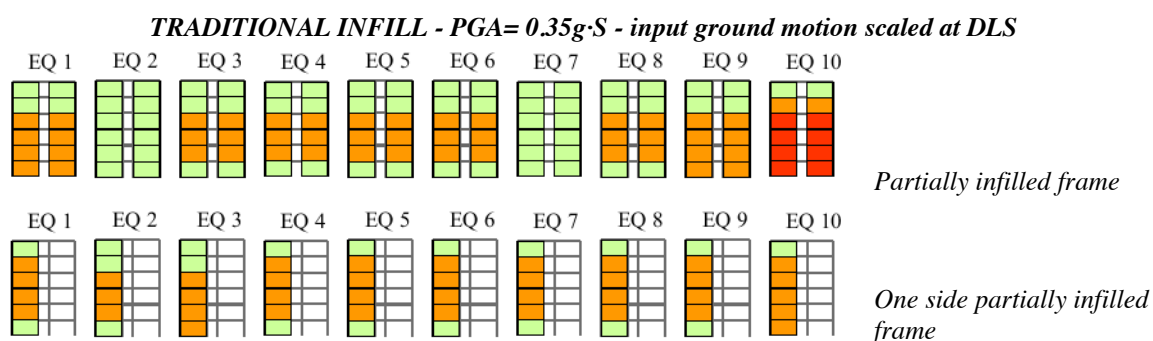 TRADITIONAL INFILL - PGA= 0.35g·S - input ground motion scaled at DLS
EQ 1 EQ 2 EQ 3 EQ 4 EQ 5 EQ 6 EQ 7 EQ 8 EQ 9 EQ 10
Partially infilled frame
EQ 1 EQ 2 EQ 3 EQ 4 EQ 5 EQ 6 EQ 7 EQ 8 EQ 9 EQ 10
One side partially infilled
frame